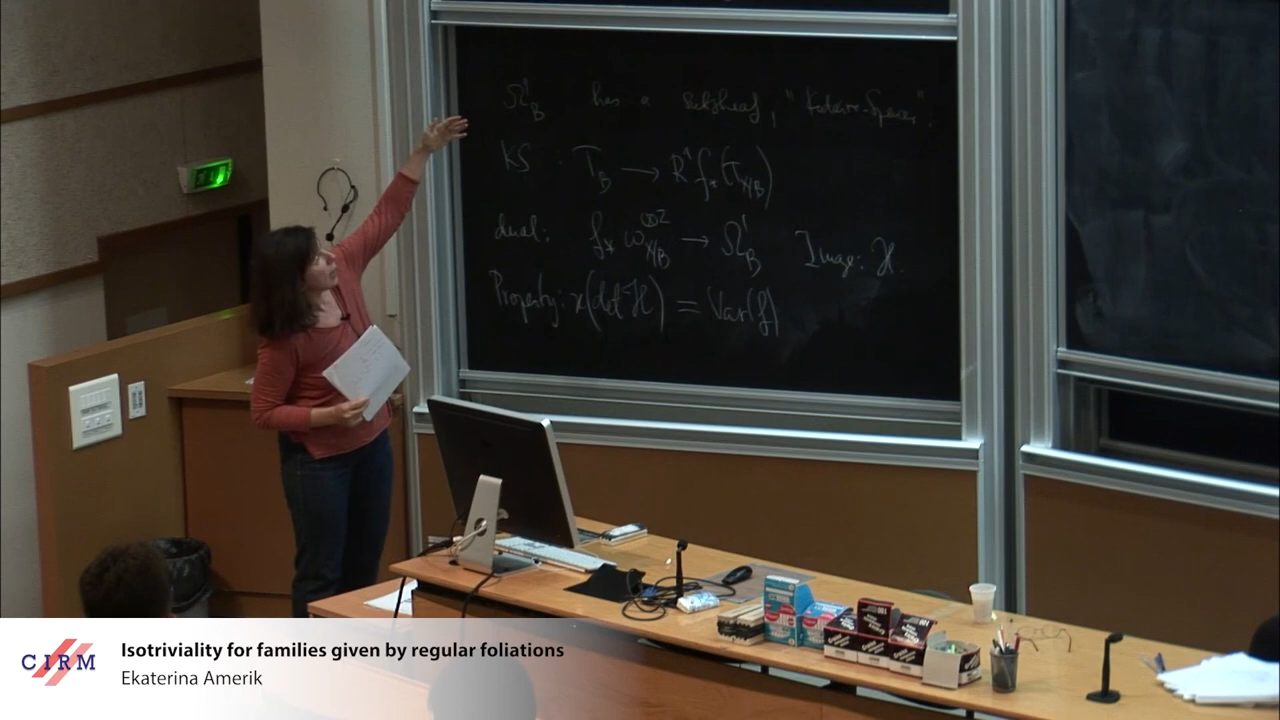 Ω¹_B has a subsheaf, "Kodaira-Spencer".
KS : T_B → R¹f_*(T_{X/B})
dual: f_* ω_{X/B}^{⊗2} → Ω¹_B Image: ℋ.
Property: ϰ(det ℋ) = Var(f)
CIRM
Isotriviality for families given by regular foliations
Ekaterina Amerik